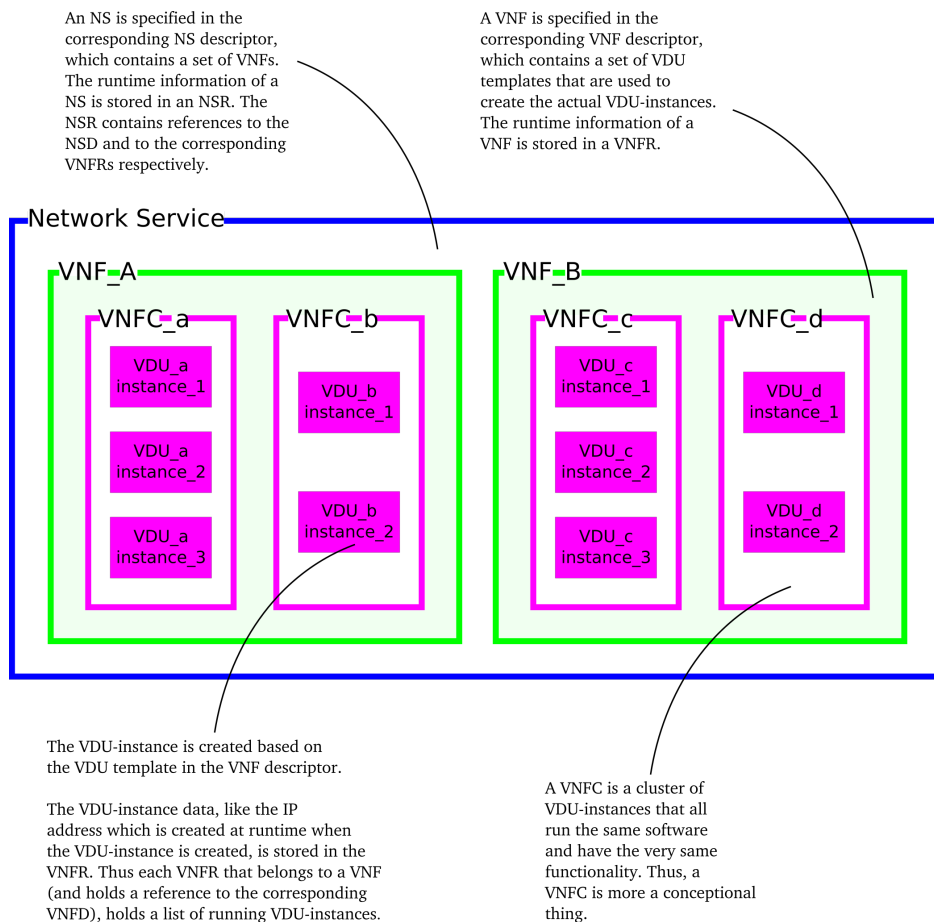 An NS is specified in the
corresponding NS descriptor,
which contains a set of VNFs.
The runtime information of a
NS is stored in an NSR. The
NSR contains references to the
NSD and to the corresponding
VNFRs respectively.
A VNF is specified in the
corresponding VNF descriptor,
which contains a set of VDU
templates that are used to
create the actual VDU-instances.
The runtime information of a
VNF is stored in a VNFR.
Network Service
VNF_A
VNFC_a
VDU_a
instance_1
VDU_a
instance_2
VDU_a
instance_3
VNFC_b
VDU_b
instance_1
VDU_b
instance_2
VNF_B
VNFC_c
VDU_c
instance_1
VDU_c
instance_2
VDU_c
instance_3
VNFC_d
VDU_d
instance_1
VDU_d
instance_2
The VDU-instance is created based on
the VDU template in the VNF descriptor.
The VDU-instance data, like the IP
address which is created at runtime when
the VDU-instance is created, is stored in the
VNFR. Thus each VNFR that belongs to a VNF
(and holds a reference to the corresponding
VNFD), holds a list of running VDU-instances.
A VNFC is a cluster of
VDU-instances that all
run the same software
and have the very same
functionality. Thus, a
VNFC is more a conceptional
thing.